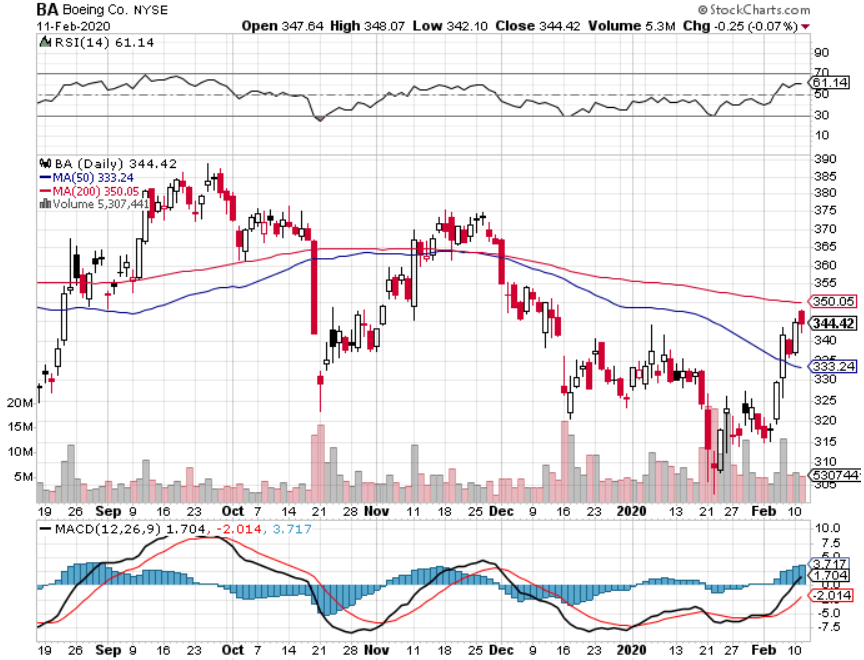 BA Boeing Co. NYSE © StockCharts.com
11-Feb-2020 Open 347.64 High 348.07 Low 342.10 Close 344.42 Volume 5.3M Chg -0.25 (-0.07%)
RSI(14) 61.14
90
70
61.14
50
30
10
BA (Daily) 344.42
MA(50) 333.24
MA(200) 350.05
Volume 5,307,441
390
385
380
375
370
365
360
355
350.05
344.42
340
333.24
330
325
320
315
310
5307441
305
20M
15M
10M
5M
19 26 Sep 9 16 23 Oct 7 14 21 28 Nov 11 18 25 Dec 9 16 23 2020 13 21 27 Feb 10
MACD(12,26,9) 1.704, -2.014, 3.717
10.0
7.5
3.717
1.704
-2.014
-5.0
-7.5
19 26 Sep 9 16 23 Oct 7 14 21 28 Nov 11 18 25 Dec 9 16 23 2020 13 21 27 Feb 10